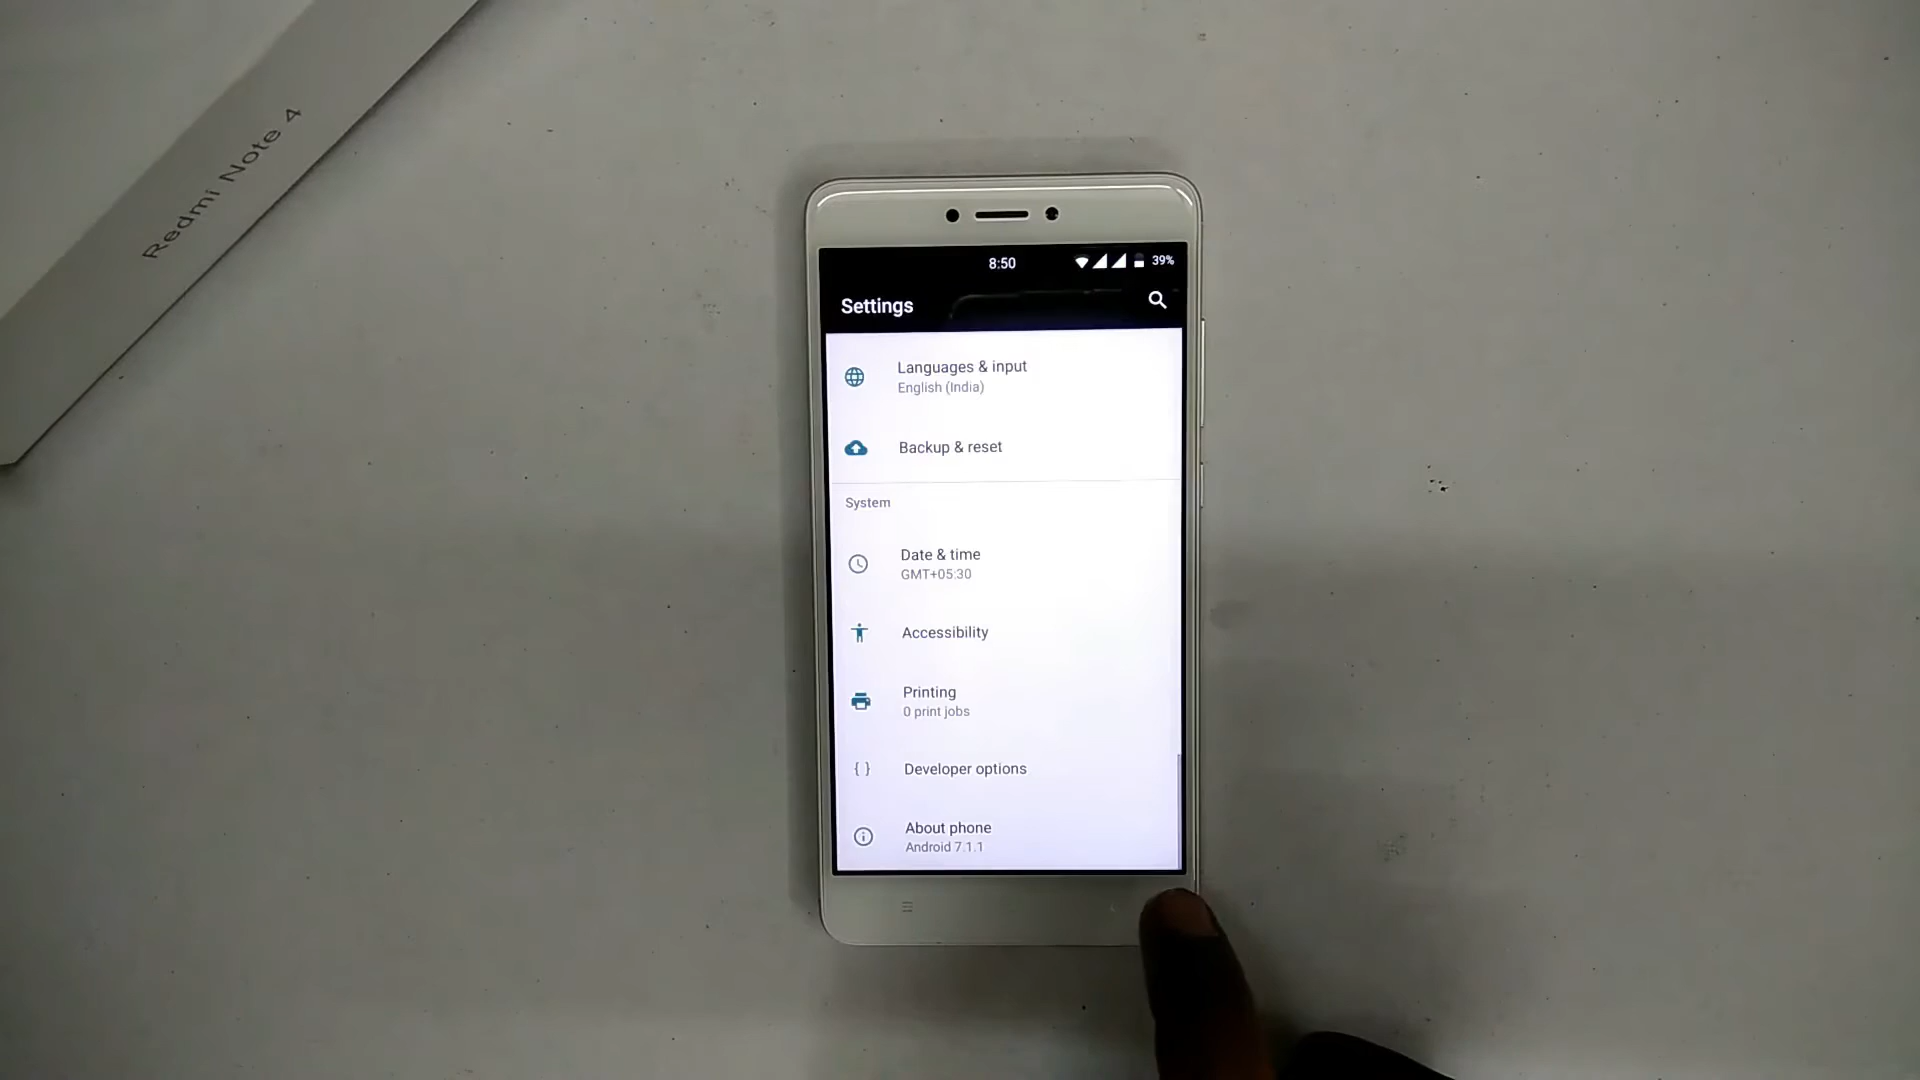 Redmi Note 4
8:50
39%
Settings
Languages & input
English (India)
Backup & reset
System
Date & time
GMT+05:30
Accessibility
Printing
0 print jobs
{ } Developer options
About phone
Android 7.1.1